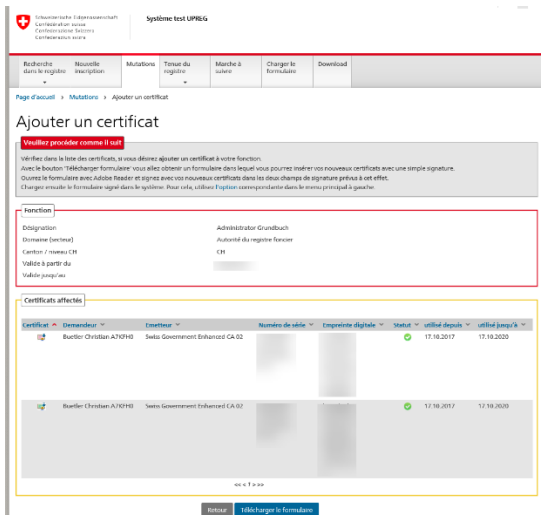 Schweizerische Eidgenossenschaft
Confédération suisse
Confederazione Svizzera
Confederaziun svizra
Système test UPREG
Recherche dans le registre
Nouvelle inscription
Mutations
Tenue du registre
Marche à suivre
Charger le formulaire
Download
Page d'accueil > Mutations > Ajouter un certificat
Ajouter un certificat
Veuillez procéder comme il suit
Vérifiez dans la liste des certificats, si vous désirez ajouter un certificat à votre fonction.
Avec le bouton 'Télécharger formulaire' vous allez obtenir un formulaire dans lequel vous pourrez insérer vos nouveaux certificats avec une simple signature.
Ouvrez le formulaire avec Adobe Reader et signez avec vos nouveaux certificats dans les deux champs de signature prévus à cet effet.
Chargez ensuite le formulaire signé dans le système. Pour cela, utilisez l'option correspondante dans le menu principal à gauche
Fonction
Désignation Administrator Grundbuch
Domaine (secteur) Autorité du registre foncier
Canton / niveau CH CH
Valide à partir du
Valide jusqu'au
Certificats affectés
Certificat Demandeur Emetteur Numéro de série Empreinte digitale Statut utilisé depuis utilisé jusqu'à
Buetler Christian A7KFH0 Swiss Government Enhanced CA 02 17.10.2017 17.10.2020
Buetler Christian A7KFH0 Swiss Government Enhanced CA 02 17.10.2017 17.10.2020
<< < 1 > >>
Retour Télécharger le formulaire